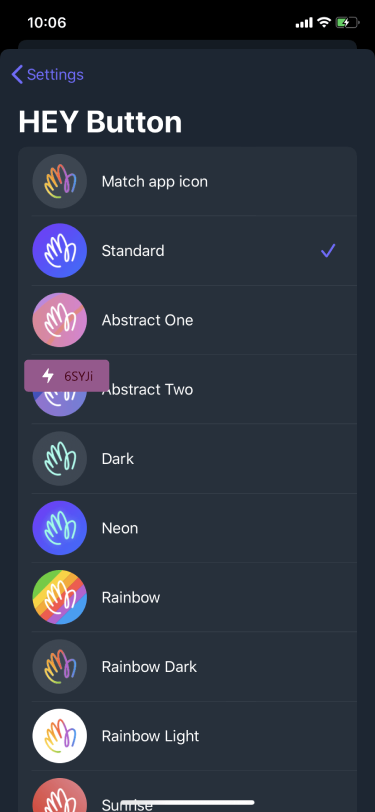 10:06
Settings
HEY Button
Match app icon
Standard
Abstract One
6SYJi
Abstract Two
Dark
Neon
Rainbow
Rainbow Dark
Rainbow Light
Sunrise